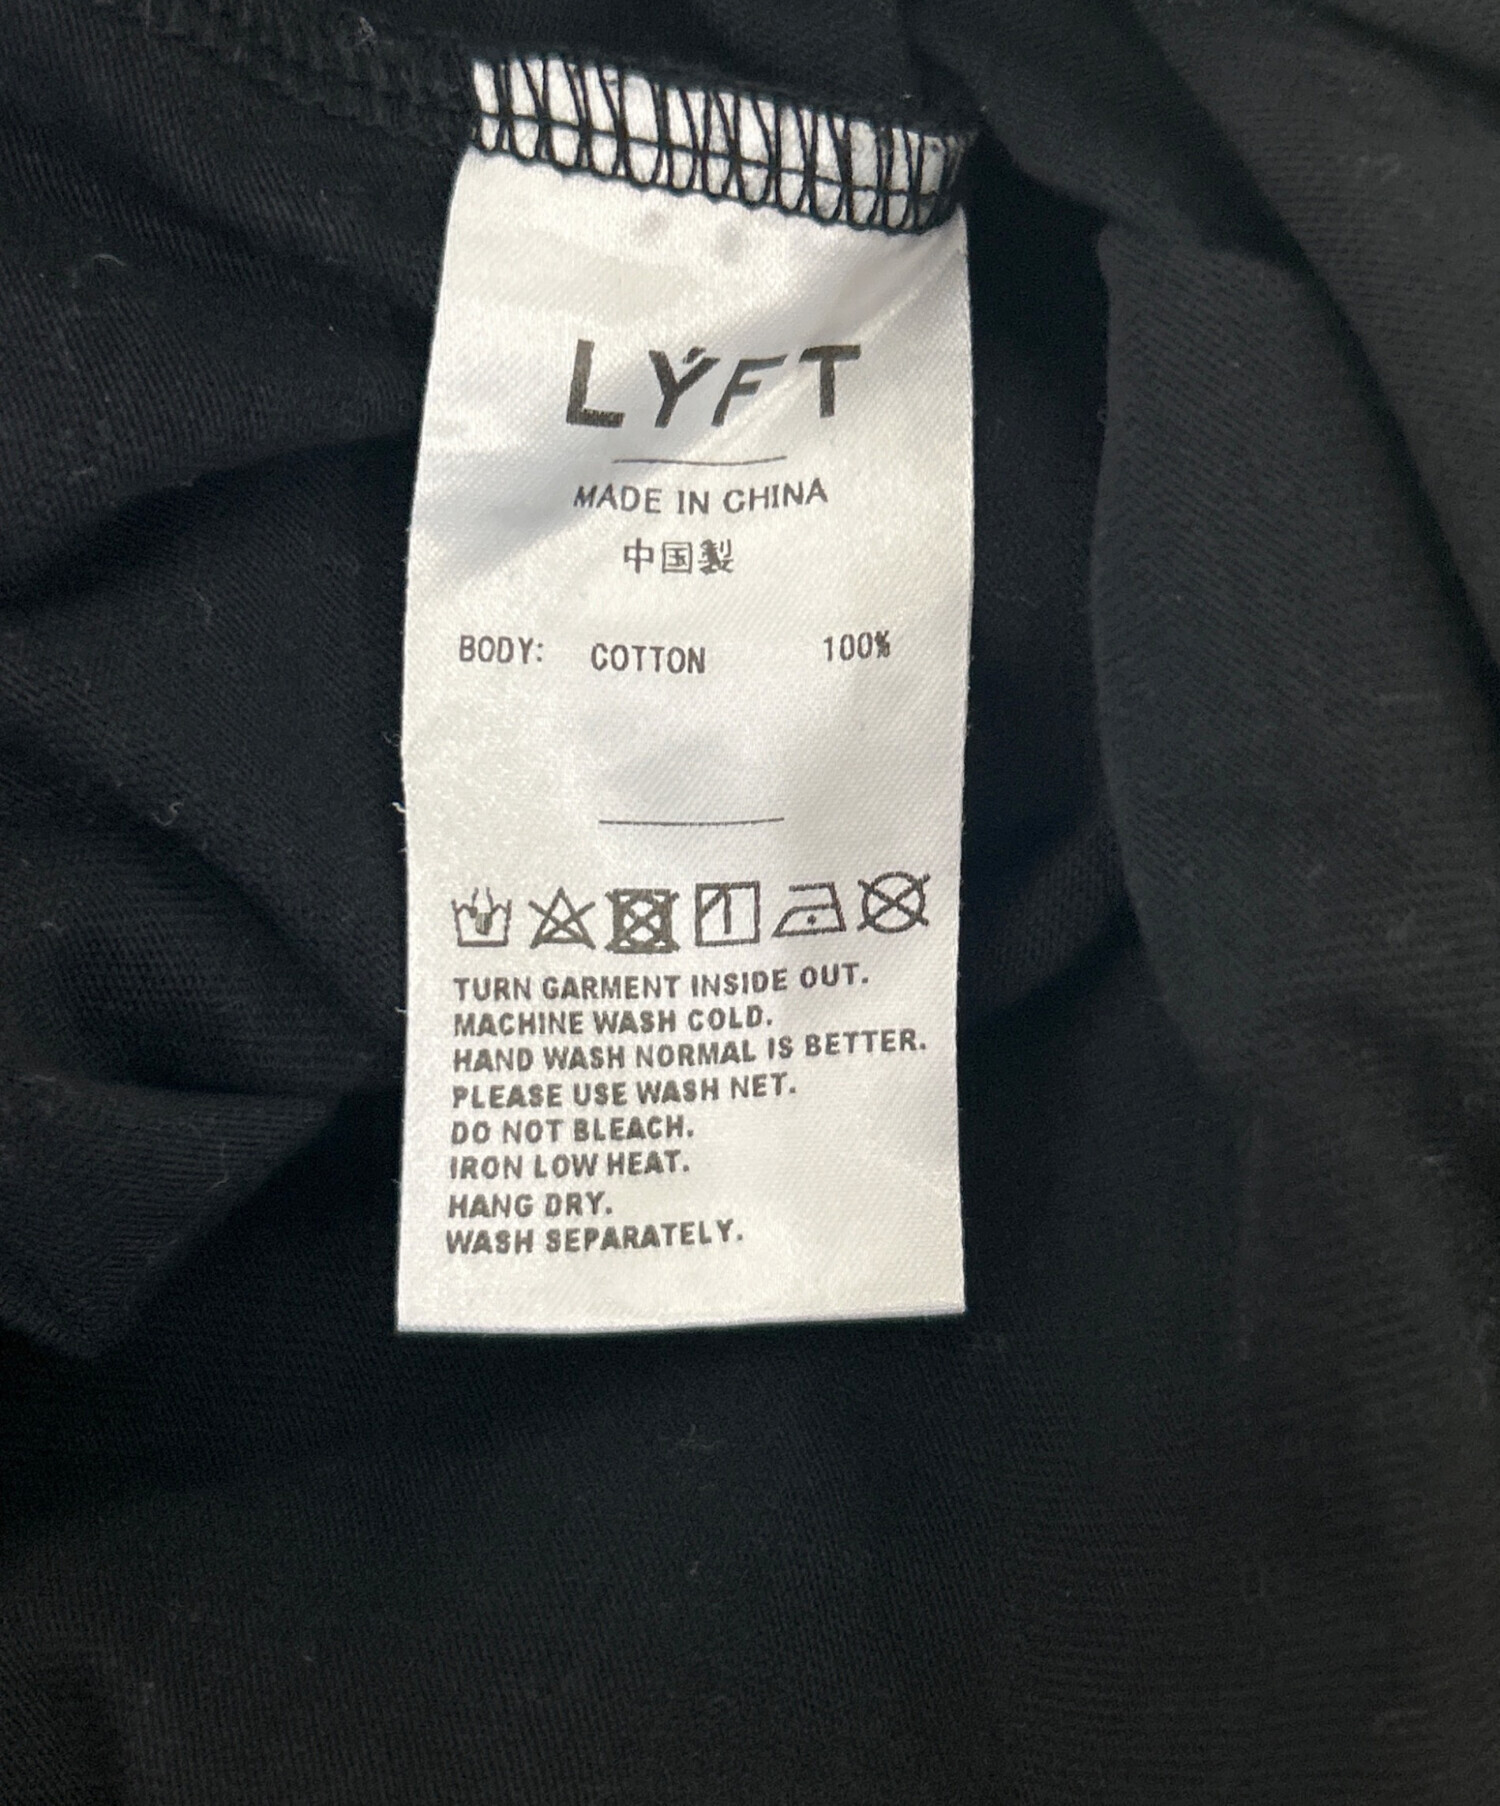 LYFT
MADE IN CHINA
中国製
BODY: COTTON 100%
TURN GARMENT INSIDE OUT.
MACHINE WASH COLD.
HAND WASH NORMAL IS BETTER.
PLEASE USE WASH NET.
DO NOT BLEACH.
IRON LOW HEAT.
HANG DRY.
WASH SEPARATELY.